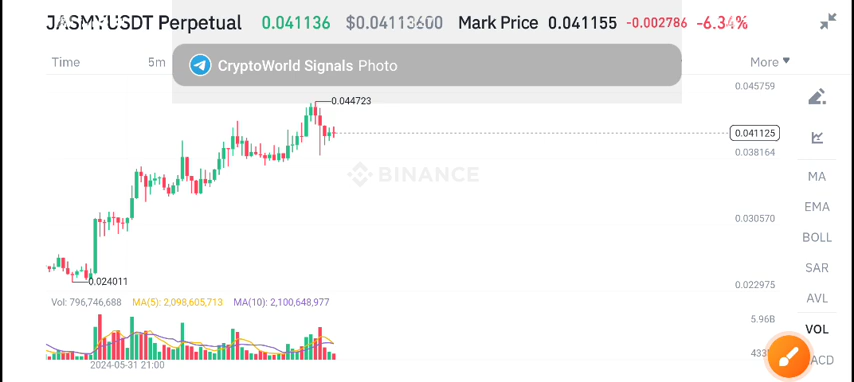 JASMYUSDT Perpetual 0.041136 $0.04113600 Mark Price 0.041155 -0.002786 -6.34%
CryptoWorld Signals Photo
Time 5m More
0.045759
0.044723
0.041125
0.038164
BINANCE
MA
0.030570
EMA
BOLL
SAR
0.024011
0.022975
Vol: 796,746,688 MA(5): 2,098,605,713 MA(10): 2,100,648,977
AVL
5.96B
VOL
2024-05-31 21:00